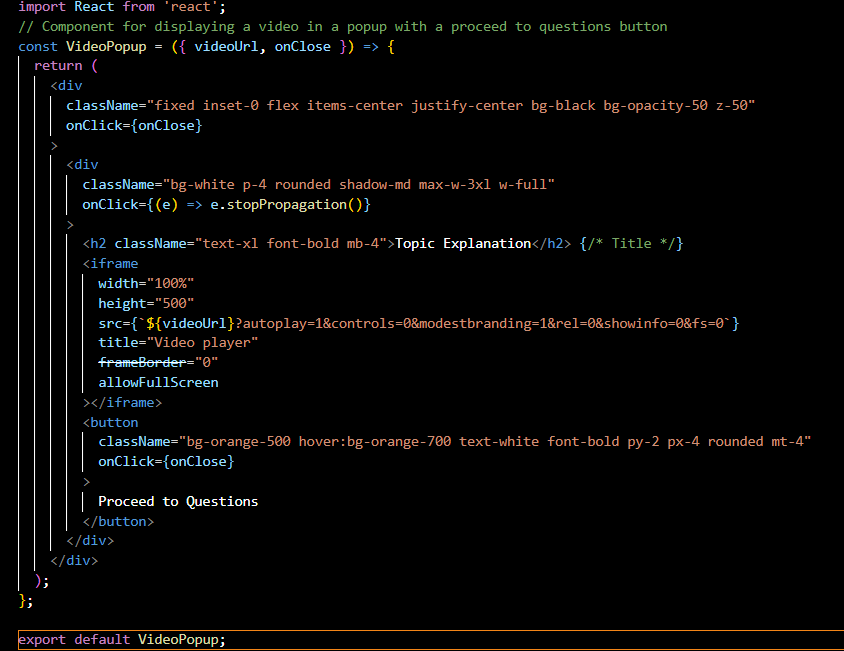 import React from 'react';
// Component for displaying a video in a popup with a proceed to questions button
const VideoPopup = ({ videoUrl, onClose }) => {
  return (
    <div
      className="fixed inset-0 flex items-center justify-center bg-black bg-opacity-50 z-50"
      onClick={onClose}
    >
      <div
        className="bg-white p-4 rounded shadow-md max-w-3xl w-full"
        onClick={(e) => e.stopPropagation()}
      >
        <h2 className="text-xl font-bold mb-4">Topic Explanation</h2> {/* Title */}
        <iframe
          width="100%"
          height="500"
          src={`${videoUrl}?autoplay=1&controls=0&modestbranding=1&rel=0&showinfo=0&fs=0`}
          title="Video player"
          frameBorder="0"
          allowFullScreen
        ></iframe>
        <button
          className="bg-orange-500 hover:bg-orange-700 text-white font-bold py-2 px-4 rounded mt-4"
          onClick={onClose}
        >
          Proceed to Questions
        </button>
      </div>
    </div>
  );
};
export default VideoPopup;